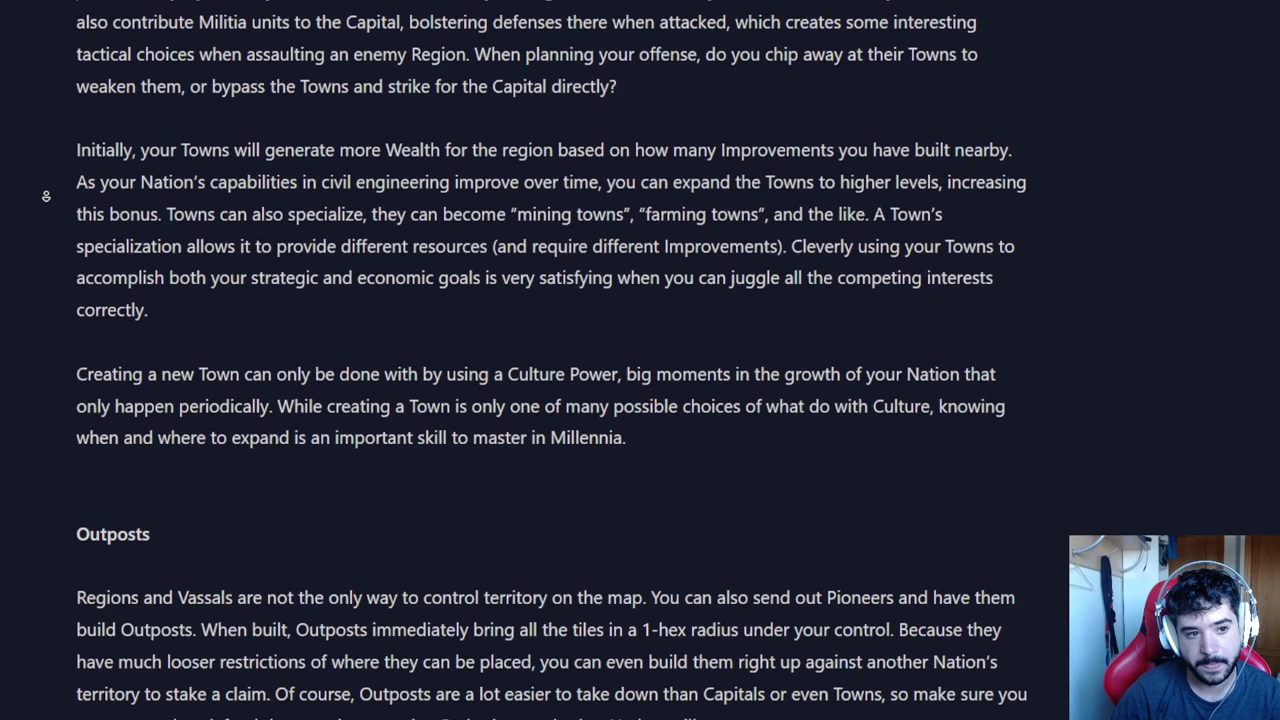 also contribute Militia units to the Capital, bolstering defenses there when attacked, which creates some interesting
tactical choices when assaulting an enemy Region. When planning your offense, do you chip away at their Towns to
weaken them, or bypass the Towns and strike for the Capital directly?
Initially, your Towns will generate more Wealth for the region based on how many Improvements you have built nearby.
As your Nation’s capabilities in civil engineering improve over time, you can expand the Towns to higher levels, increasing
this bonus. Towns can also specialize, they can become “mining towns”, “farming towns”, and the like. A Town’s
specialization allows it to provide different resources (and require different Improvements). Cleverly using your Towns to
accomplish both your strategic and economic goals is very satisfying when you can juggle all the competing interests
correctly.
Creating a new Town can only be done with by using a Culture Power, big moments in the growth of your Nation that
only happen periodically. While creating a Town is only one of many possible choices of what do with Culture, knowing
when and where to expand is an important skill to master in Millennia.
Outposts
Regions and Vassals are not the only way to control territory on the map. You can also send out Pioneers and have them
build Outposts. When built, Outposts immediately bring all the tiles in a 1-hex radius under your control. Because they
have much looser restrictions of where they can be placed, you can even build them right up against another Nation’s
territory to stake a claim. Of course, Outposts are a lot easier to take down than Capitals or even Towns, so make sure you